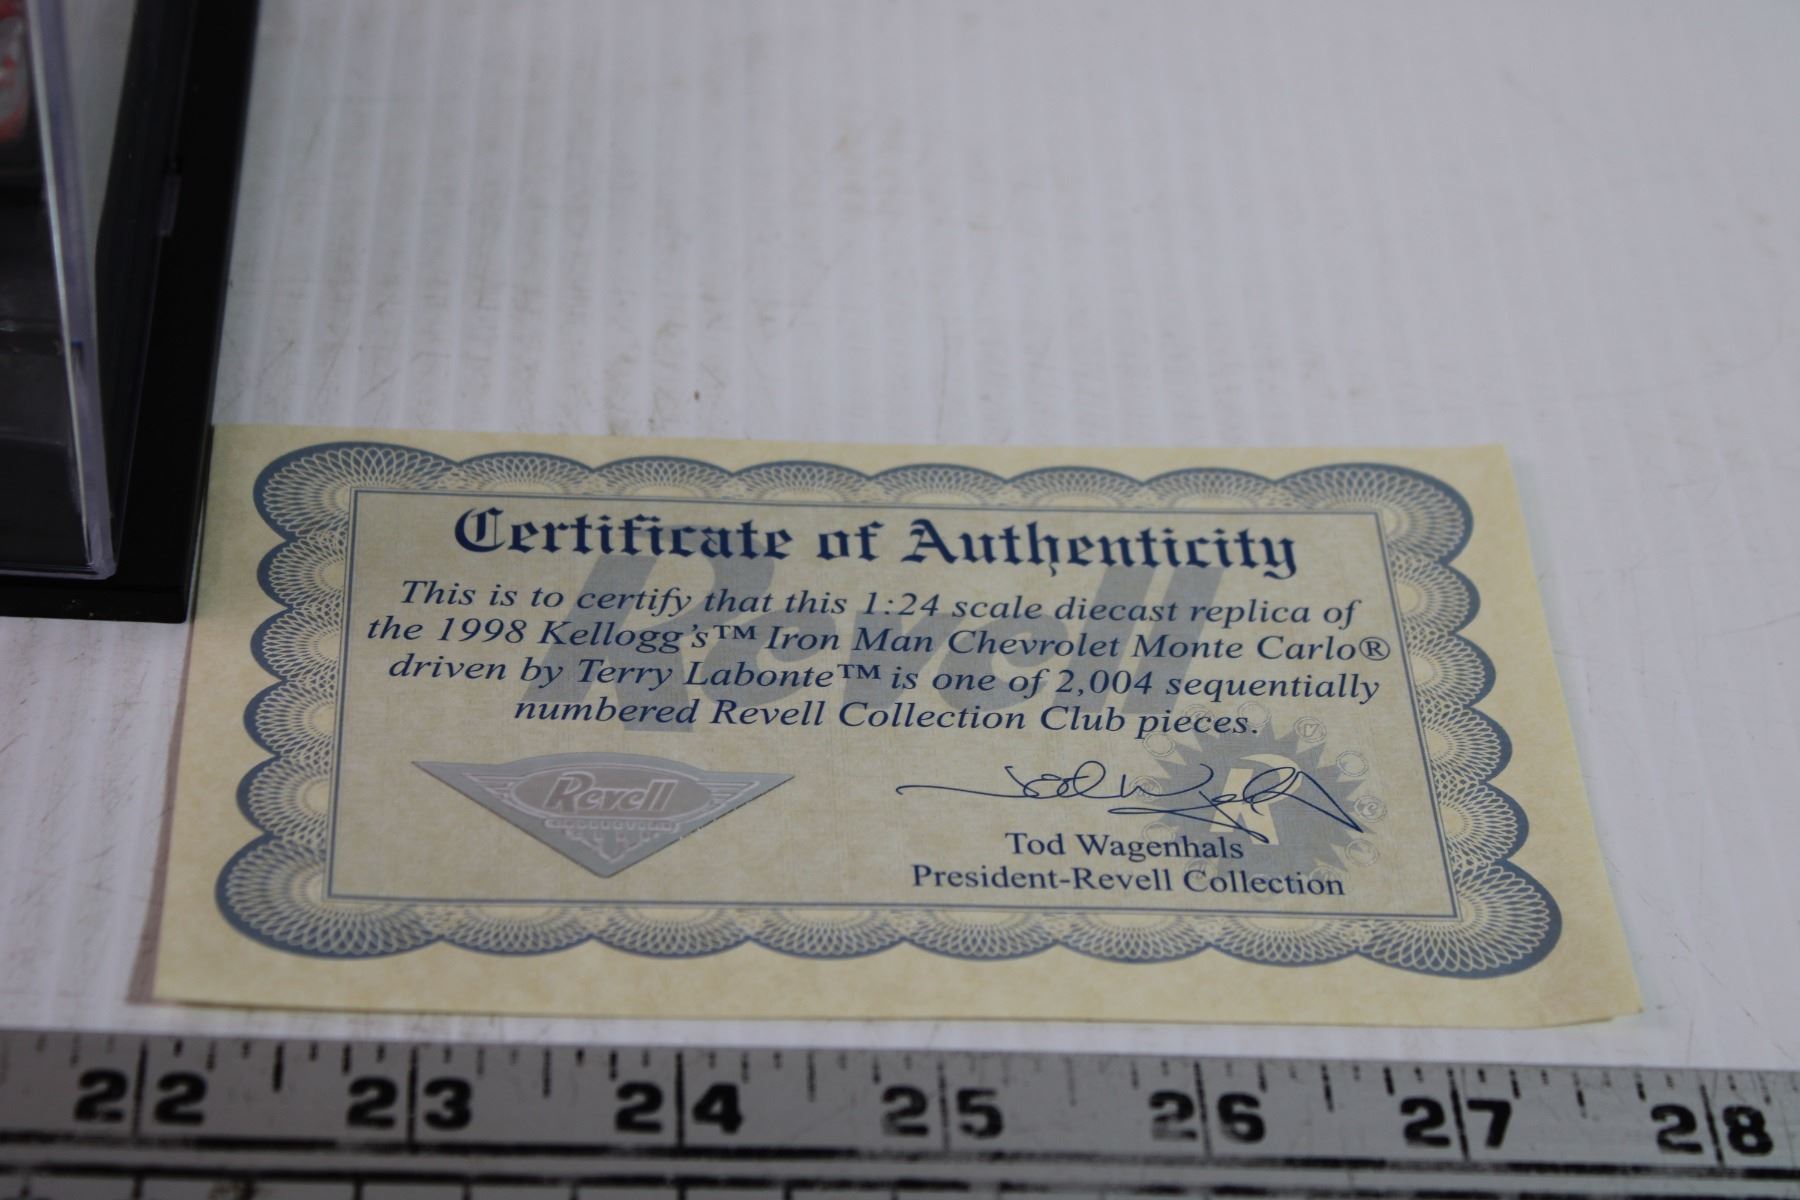 Certificate of Authenticity
This is to certify that this 1:24 scale diecast replica of
the 1998 Kellogg's™ Iron Man Chevrolet Monte Carlo®
driven by Terry Labonte™ is one of 2,004 sequentially
numbered Revell Collection Club pieces.
Revell
COLLECTION
Tod Wagenhals
President-Revell Collection
22 23 24 25 26 27 28